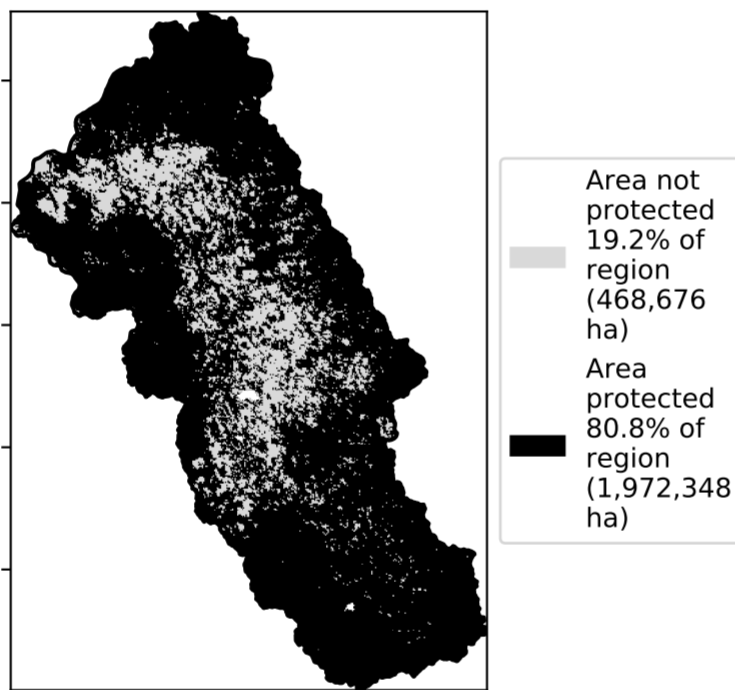 Area not
protected
19.2% of
region
(468,676
ha)
Area
protected
80.8% of
region
(1,972,348
ha)